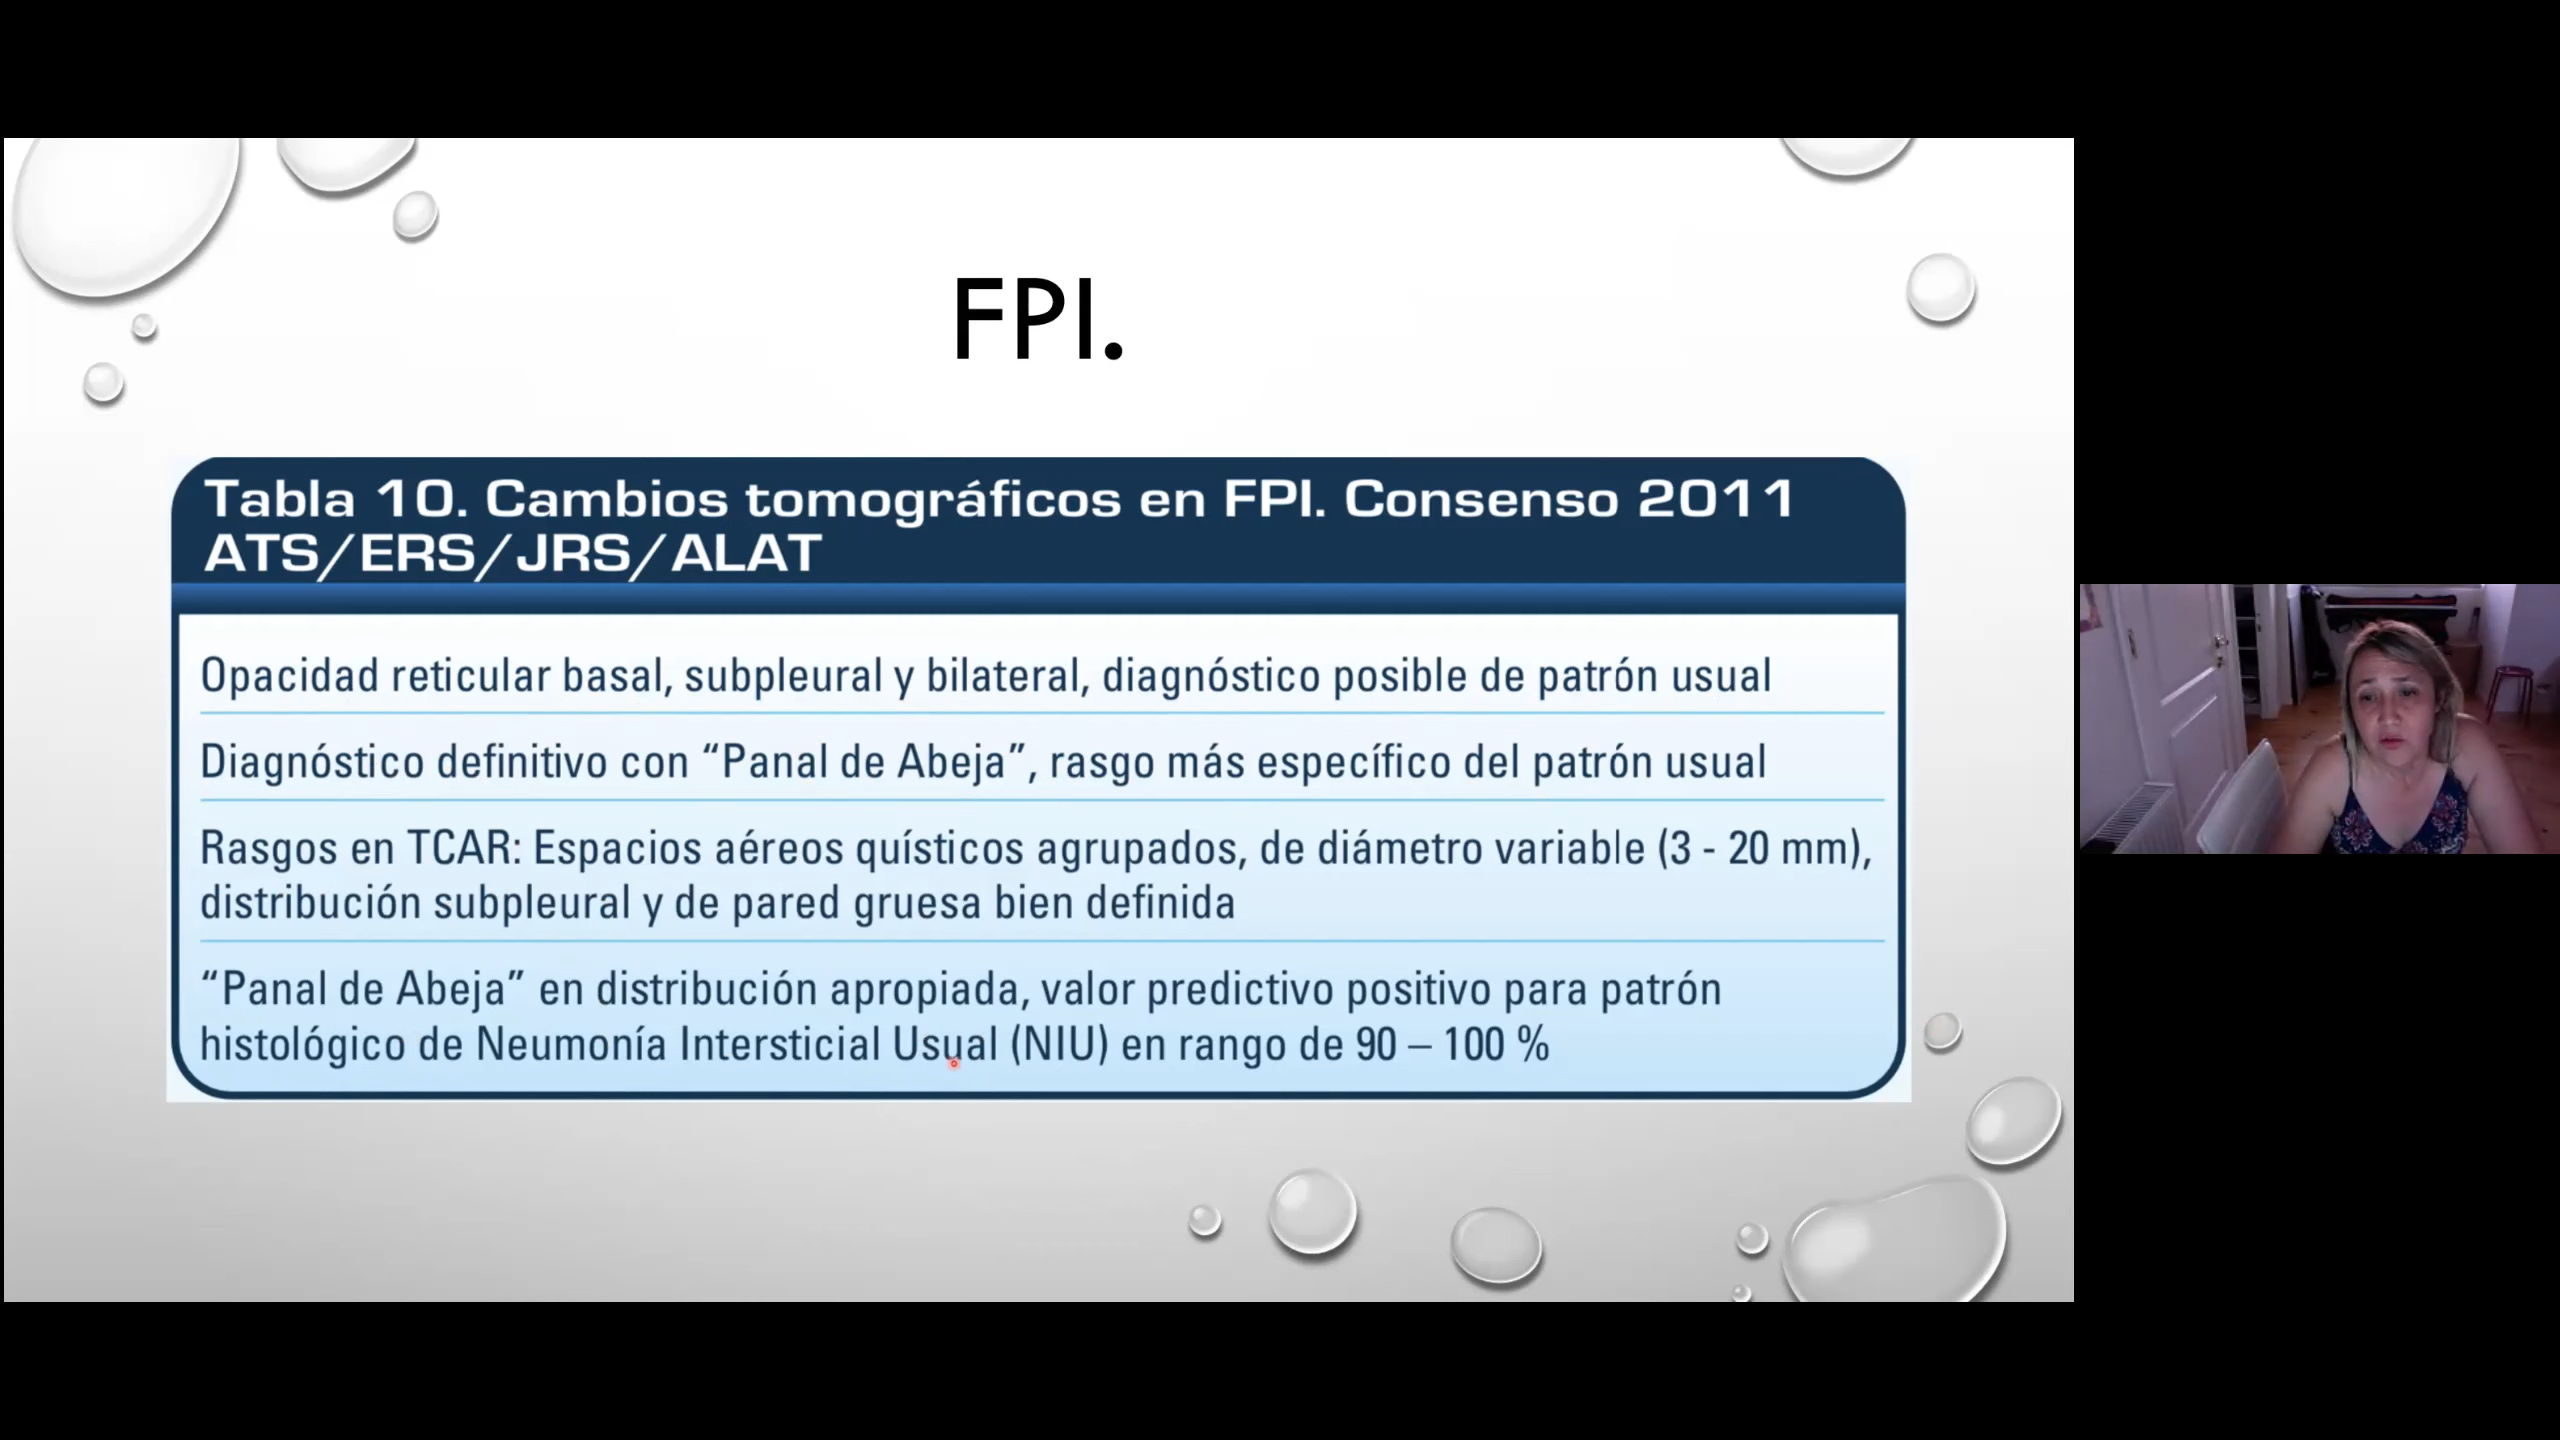 FPI.
Tabla 10. Cambios tomográficos en FPI. Consenso 2011
ATS/ERS/JRS/ALAT
Opacidad reticular basal, subpleural y bilateral, diagnóstico posible de patrón usual
Diagnóstico definitivo con “Panal de Abeja”, rasgo más específico del patrón usual
Rasgos en TCAR: Espacios aéreos quísticos agrupados, de diámetro variable (3 - 20 mm),
distribución subpleural y de pared gruesa bien definida
“Panal de Abeja” en distribución apropiada, valor predictivo positivo para patrón
histológico de Neumonía Intersticial Usual (NIU) en rango de 90 – 100 %